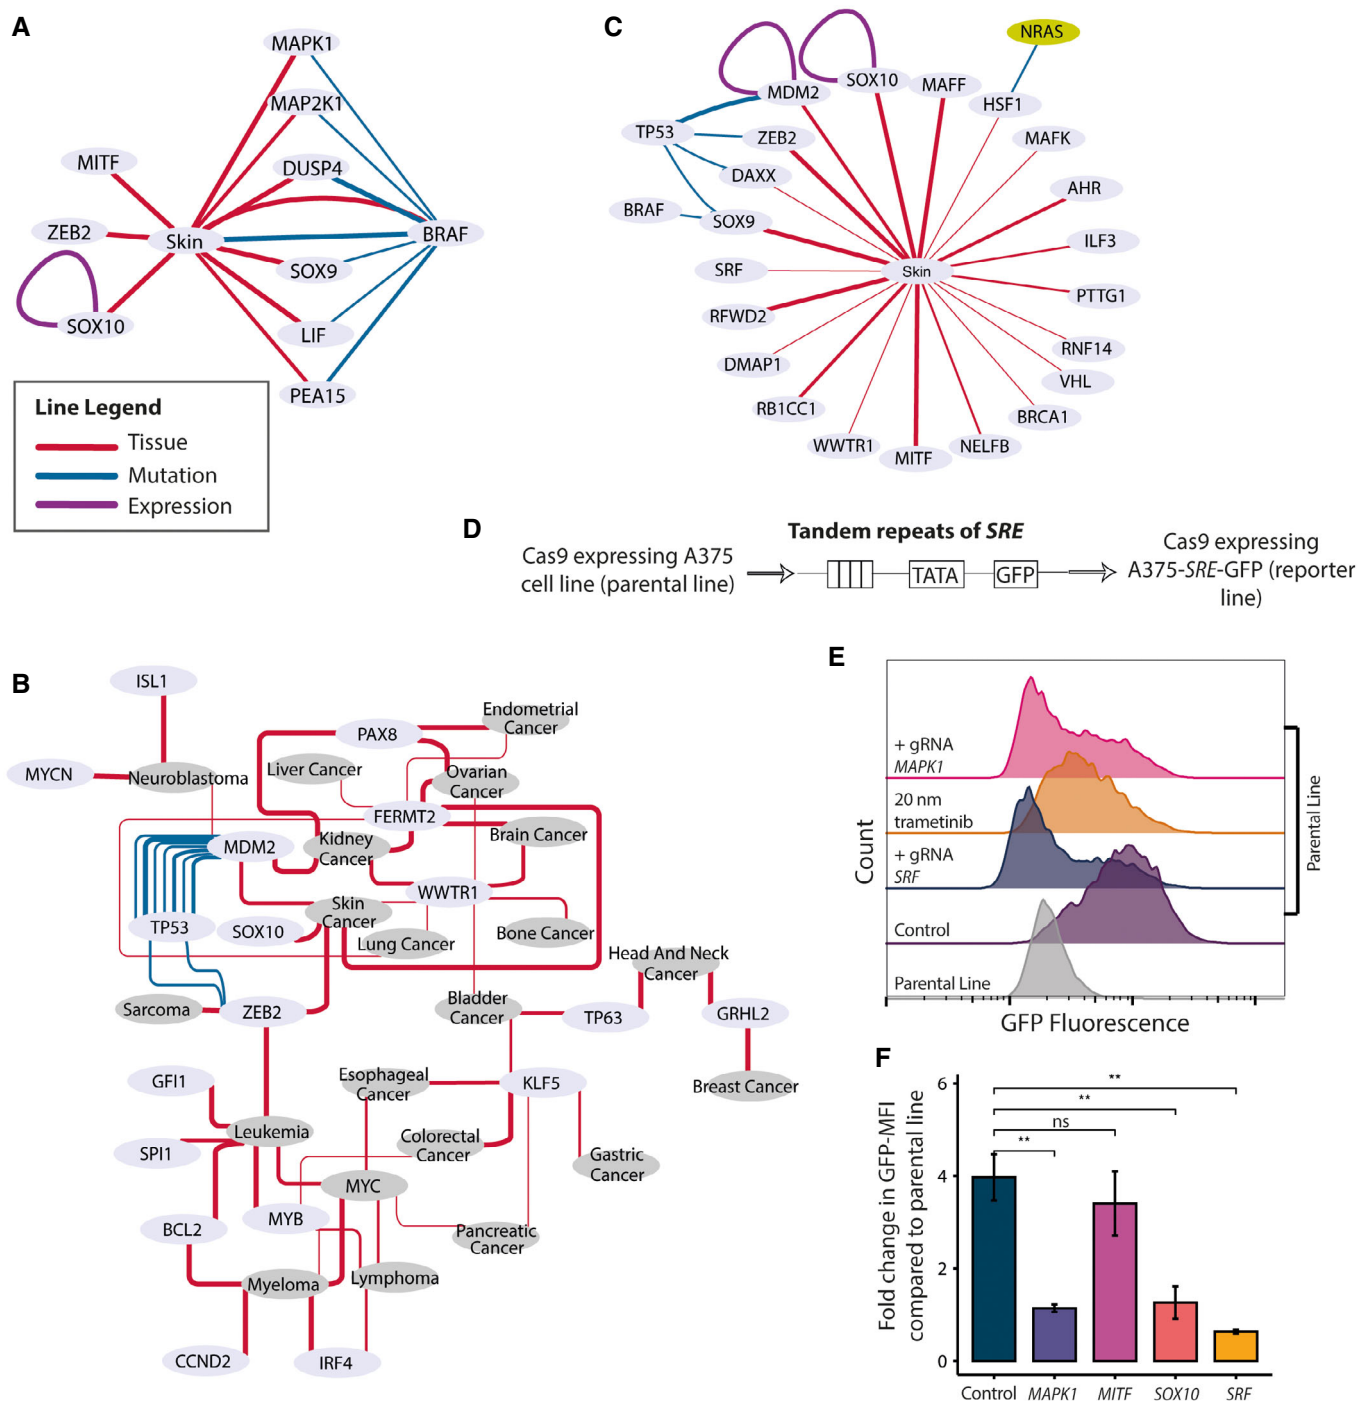 A
MAPK1
MAP2K1
DUSP4
MITF
ZEB2
Skin
BRAF
SOX9
SOX10
LIF
PEA15
Line Legend
Tissue
Mutation
Expression
C
NRAS
SOX10
MAFF
MDM2
HSF1
TP53
ZEB2
MAFK
DAXX
AHR
BRAF
SOX9
ILF3
SRF
Skin
PTTG1
RFWD2
RNF14
DMAP1
VHL
RB1CC1
BRCA1
WWTR1
MITF
NELFB
D
Tandem repeats of SRE
Cas9 expressing A375
cell line (parental line)
TATA
GFP
Cas9 expressing
A375-SRE-GFP (reporter
line)
B
ISL1
MYCN
Neuroblastoma
PAX8
Endometrial
Cancer
Liver Cancer
Ovarian
Cancer
FERMT2
MDM2
Kidney
Cancer
Brain Cancer
WWTR1
TP53
SOX10
Skin
Cancer
Lung Cancer
Bone Cancer
Head And Neck
Cancer
Sarcoma
ZEB2
Bladder
Cancer
TP63
GRHL2
GFI1
Esophageal
Cancer
KLF5
Breast Cancer
Leukemia
SPI1
Colorectal
Cancer
Gastric
Cancer
MYC
BCL2
MYB
Pancreatic
Cancer
Myeloma
Lymphoma
CCND2
IRF4
E
Count
+ gRNA
MAPK1
20 nm
trametinib
+ gRNA
SRF
Control
Parental Line
Parental Line
GFP Fluorescence
F
Fold change in GFP-MFI
compared to parental line
6
4
2
0
**
**
ns
**
Control
MAPK1
MITF
SOX10
SRF